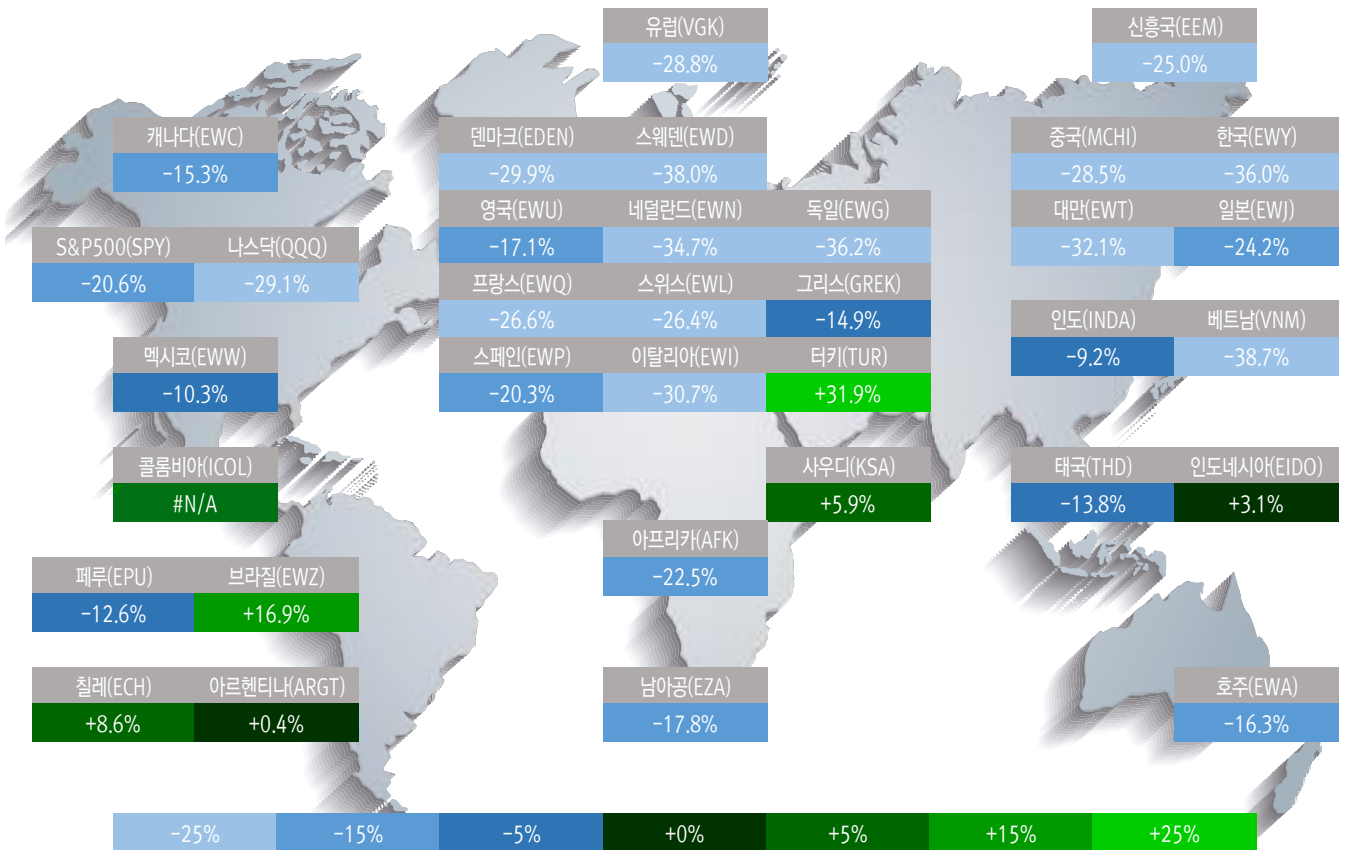 유럽(VGK)
-28.8%
신흥국(EEM)
-25.0%
캐나다(EWC)
-15.3%
덴마크(EDEN) 스웨덴(EWD)
-29.9% -38.0%
중국(MCHI) 한국(EWY)
-28.5% -36.0%
영국(EWU) 네덜란드(EWN) 독일(EWG)
-17.1% -34.7% -36.2%
대만(EWT) 일본(EWJ)
-32.1% -24.2%
S&P500(SPY) 나스닥(QQQ)
-20.6% -29.1%
프랑스(EWQ) 스위스(EWL) 그리스(GREK)
-26.6% -26.4% -14.9%
인도(INDA) 베트남(VNM)
-9.2% -38.7%
멕시코(EWW)
-10.3%
스페인(EWP) 이탈리아(EWI) 터키(TUR)
-20.3% -30.7% +31.9%
콜롬비아(ICOL)
#N/A
사우디(KSA)
+5.9%
태국(THD) 인도네시아(EIDO)
-13.8% +3.1%
아프리카(AFK)
-22.5%
페루(EPU) 브라질(EWZ)
-12.6% +16.9%
칠레(ECH) 아르헨티나(ARGT)
+8.6% +0.4%
남아공(EZA)
-17.8%
호주(EWA)
-16.3%
-25% -15% -5% +0% +5% +15% +25%